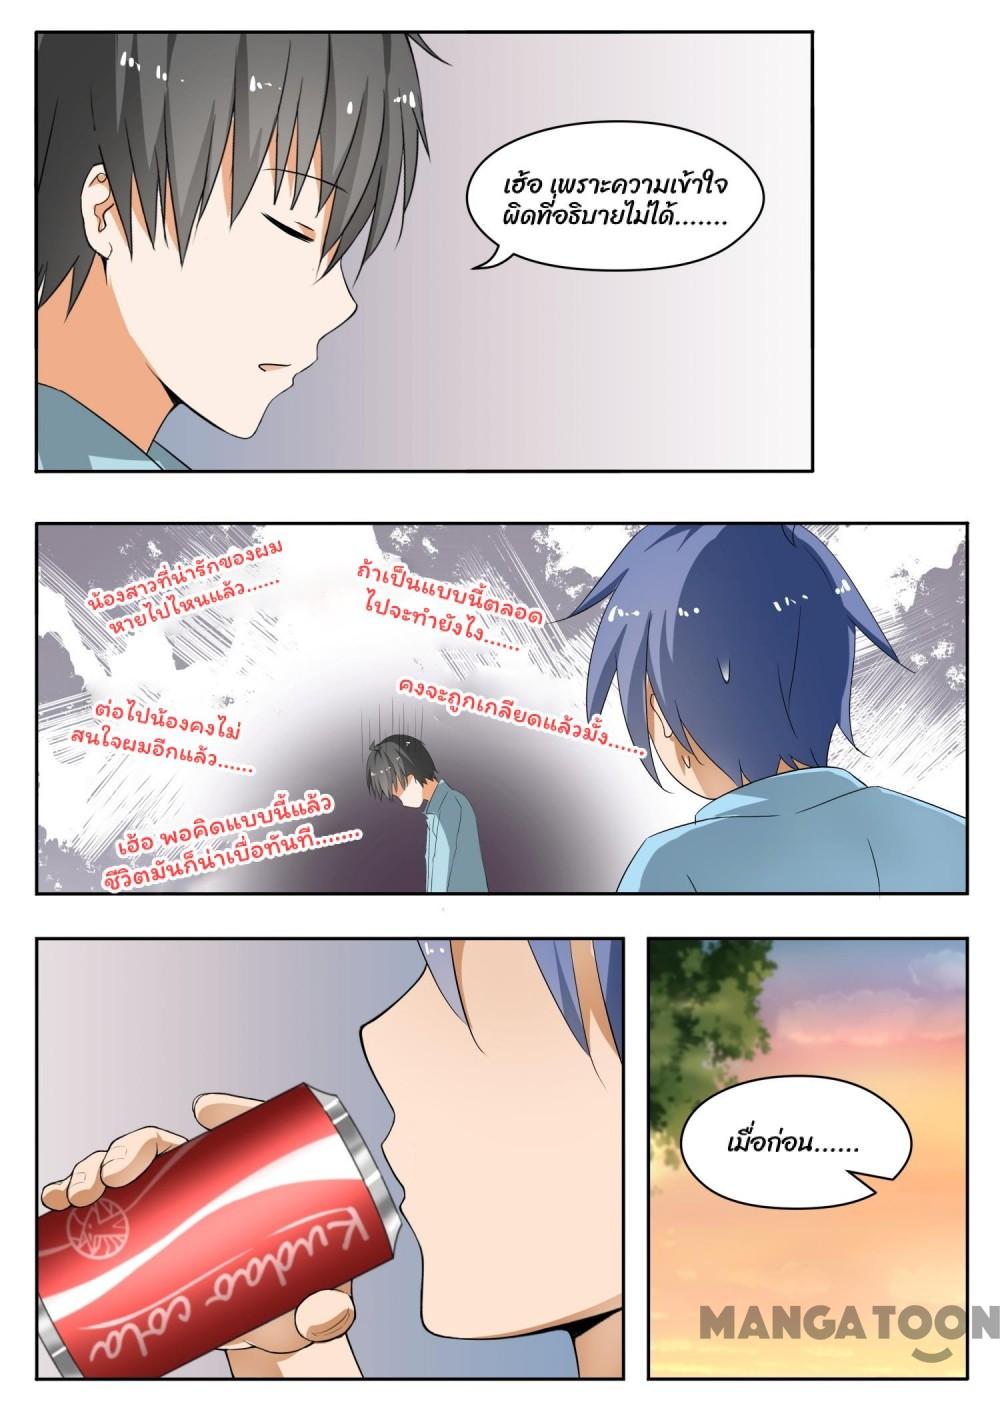 เฮ้อ เพราะความเข้าใจ
ผิดที่อธิบายไม่ได้.......
น้องสาวที่น่ารักของผม
หายไปไหนแล้ว......
ถ้าเป็นแบบนี้ตลอด
ไปจะทำยังไง......
คงจะถูกเกลียดแล้วมั้ง......
ต่อไปน้องคงไม่
สนใจผมอีกแล้ว......
เฮ้อ พอคิดแบบนี้แล้ว
ชีวิตมันก็น่าเบื่อทันที.......
Kudao cola
เมื่อก่อน......
MANGATOON